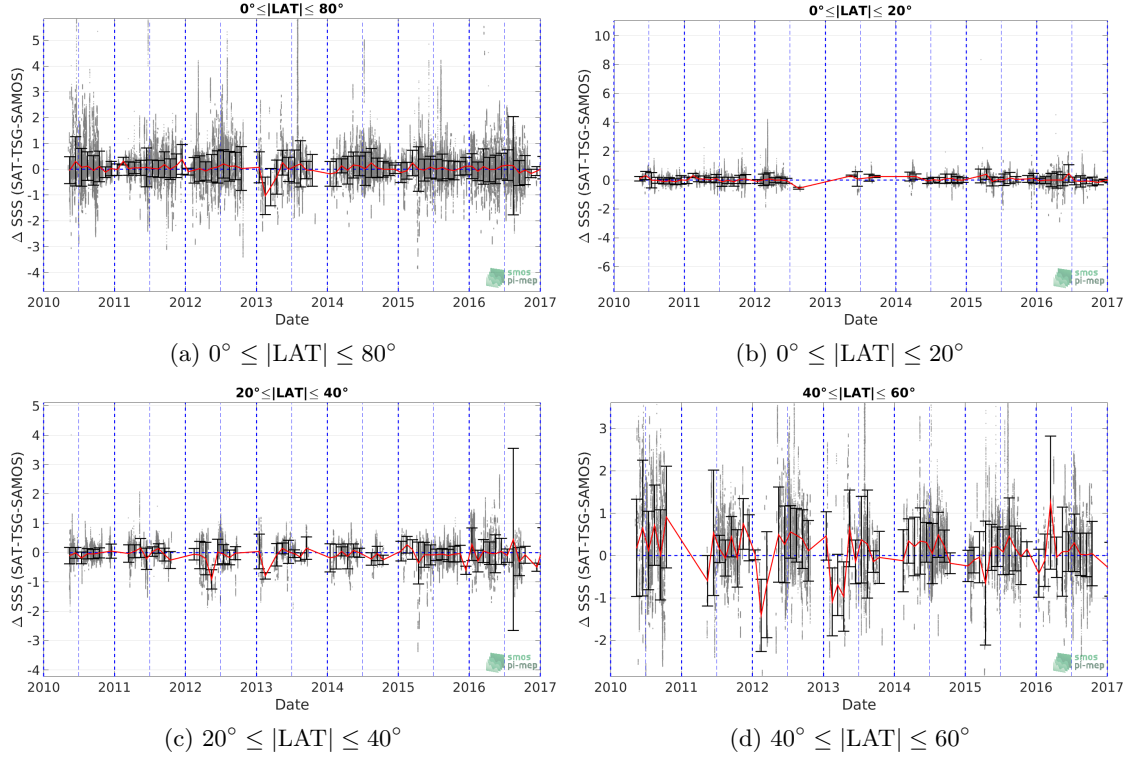 0°≤|LAT|≤ 80°
Δ SSS (SAT-TSG-SAMOS)
5
4
3
2
1
0
-1
-2
-3
-4
2010 2011 2012 2013 2014 2015 2016 2017
Date
smos
pi-mep
(a) 0° ≤ |LAT| ≤ 80°
0°≤|LAT|≤ 20°
Δ SSS (SAT-TSG-SAMOS)
10
8
6
4
2
0
-2
-4
-6
2010 2011 2012 2013 2014 2015 2016 2017
Date
smos
pi-mep
(b) 0° ≤ |LAT| ≤ 20°
20°≤|LAT|≤ 40°
Δ SSS (SAT-TSG-SAMOS)
5
4
3
2
1
0
-1
-2
-3
-4
2010 2011 2012 2013 2014 2015 2016 2017
Date
smos
pi-mep
(c) 20° ≤ |LAT| ≤ 40°
40°≤|LAT|≤ 60°
Δ SSS (SAT-TSG-SAMOS)
3
2
1
0
-1
-2
2010 2011 2012 2013 2014 2015 2016 2017
Date
smos
pi-mep
(d) 40° ≤ |LAT| ≤ 60°